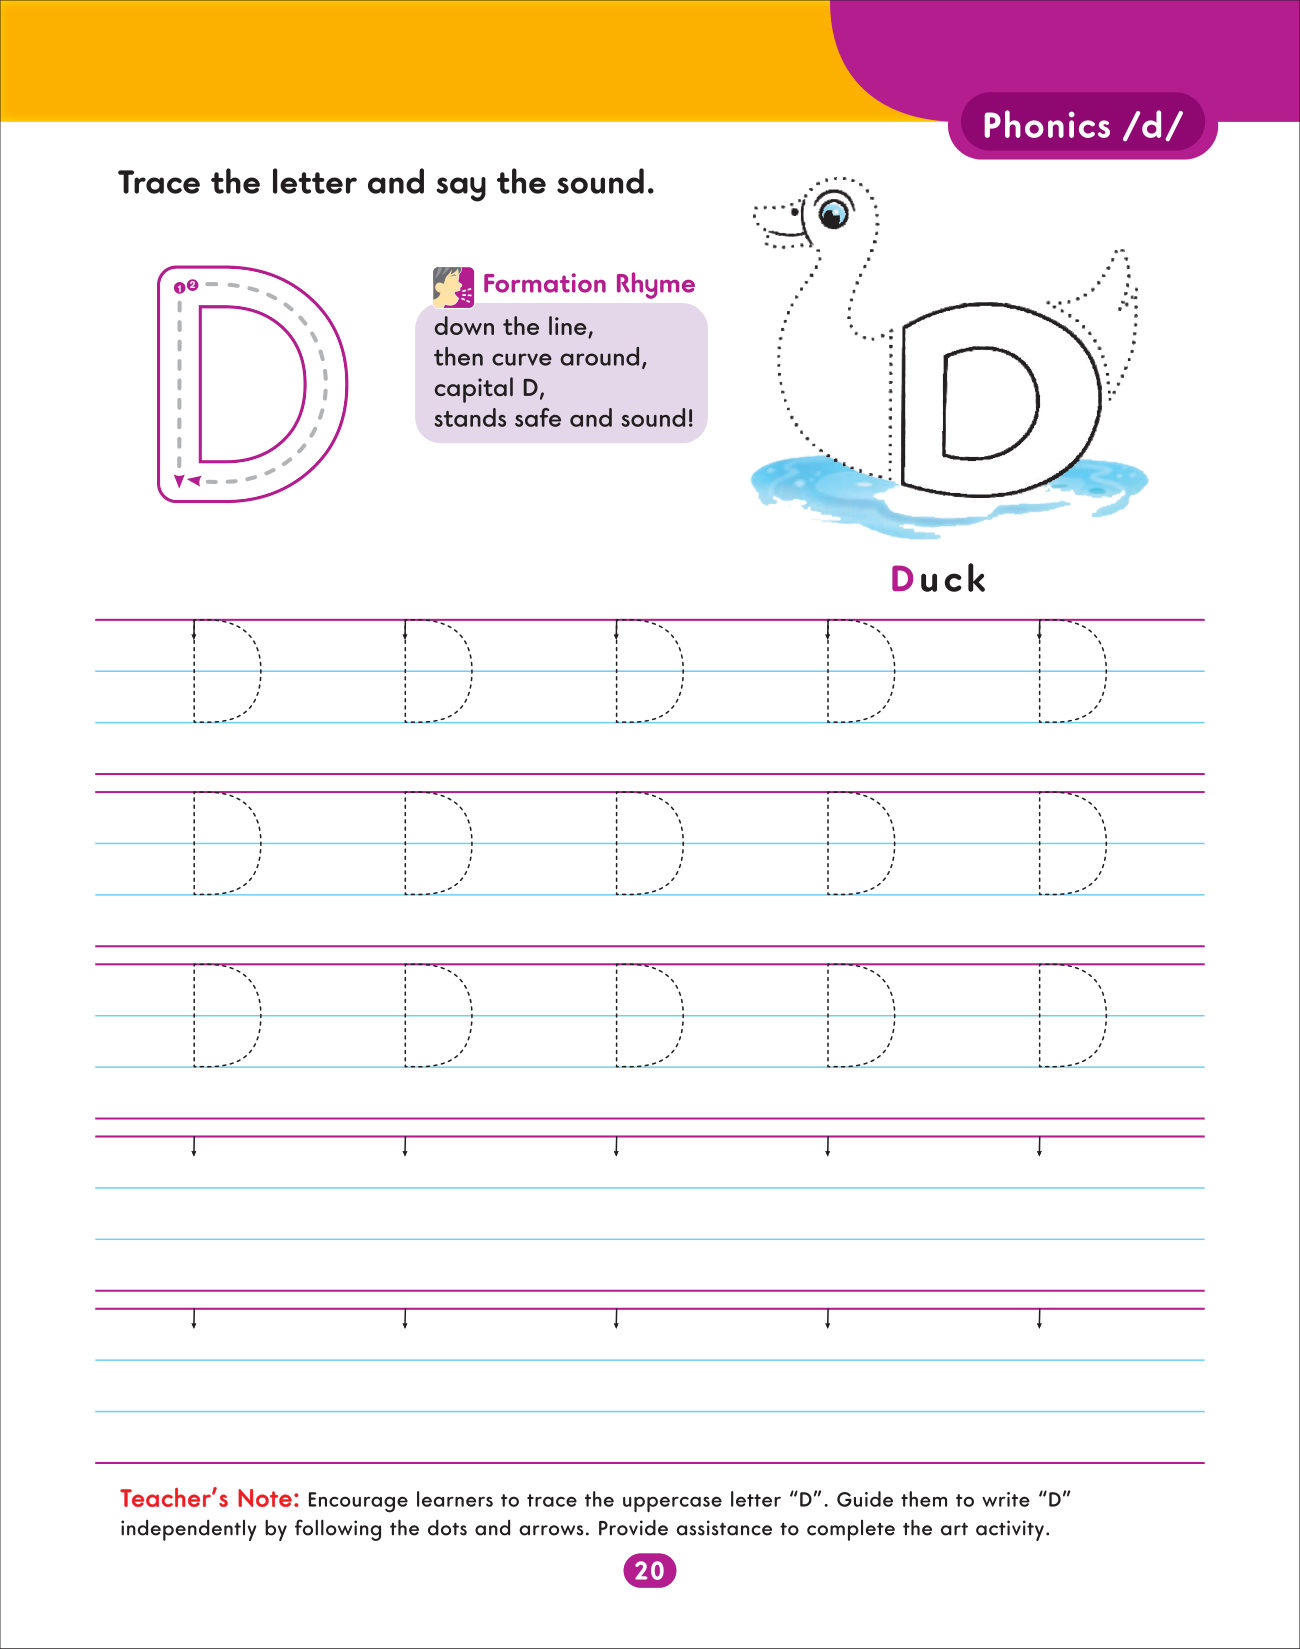 Phonics /d/
Trace the letter and say the sound.
1 2
Formation Rhyme
down the line,
then curve around,
capital D,
stands safe and sound!
D
D
Duck
D D D D D
D D D D D
D D D D D
Teacher’s Note: Encourage learners to trace the uppercase letter “D”. Guide them to write “D”
independently by following the dots and arrows. Provide assistance to complete the art activity.
20